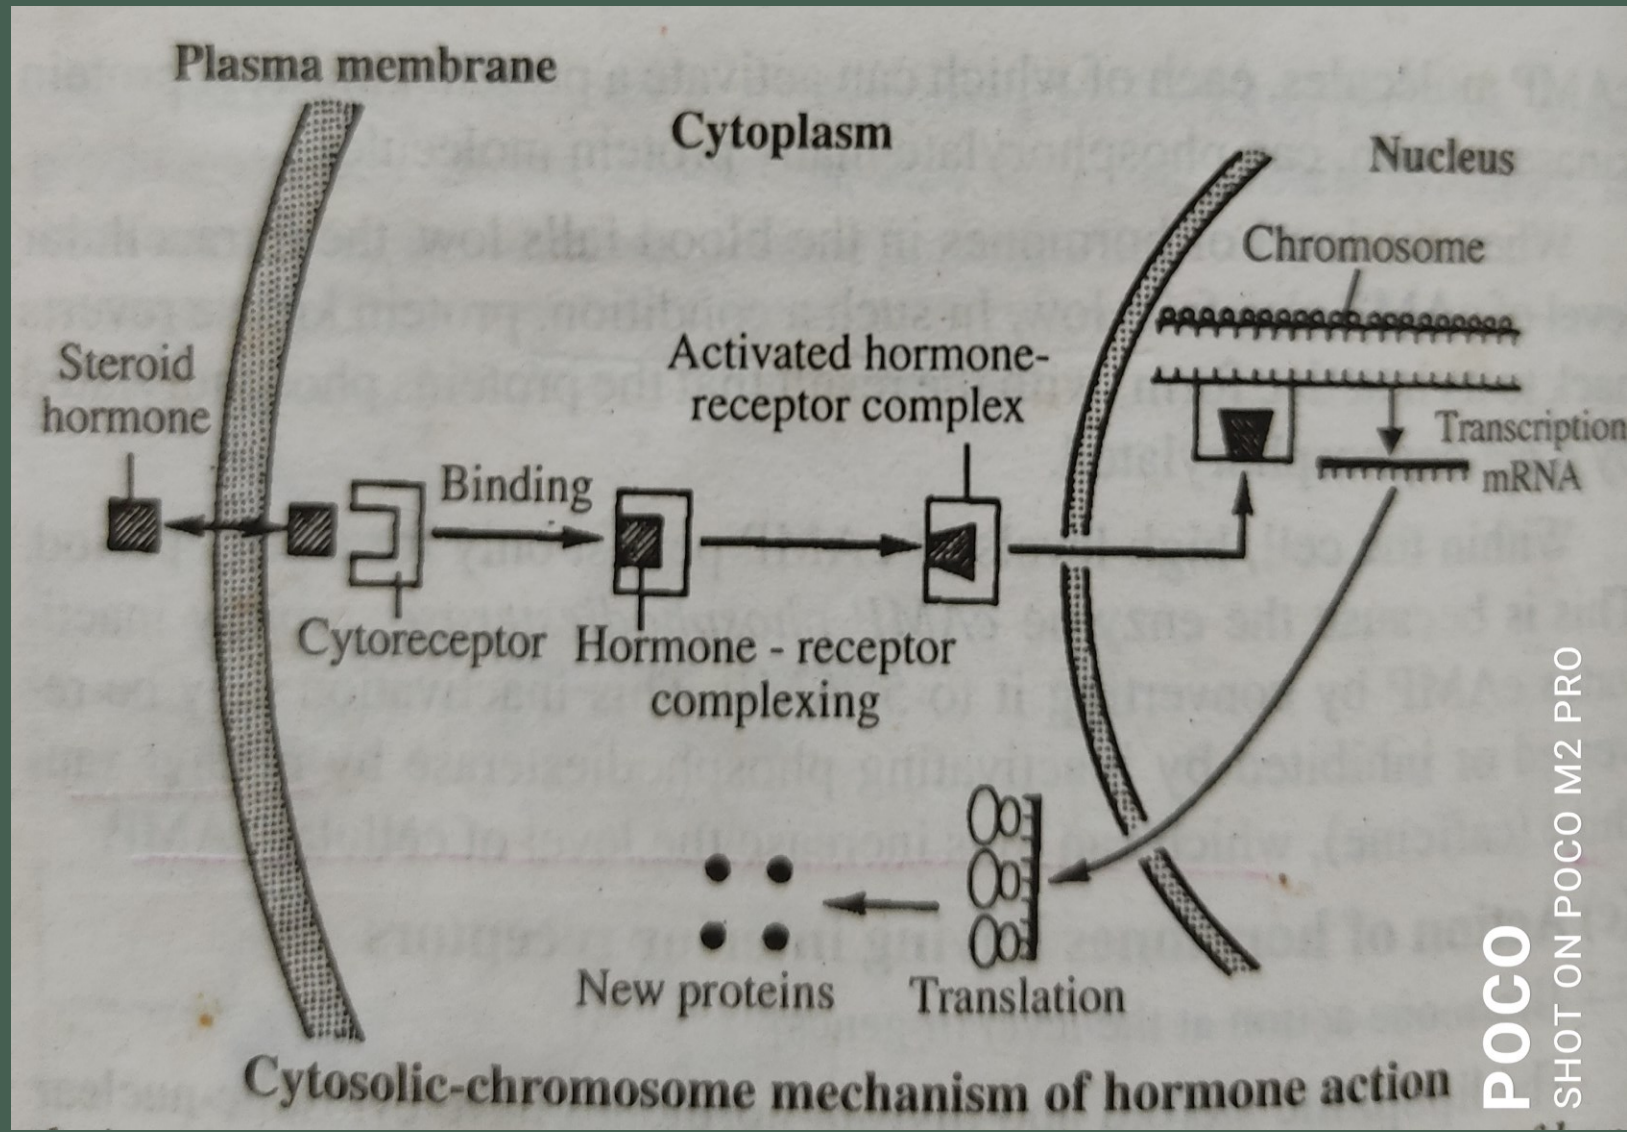 Plasma membrane
Cytoplasm
Nucleus
Chromosome
Steroid
hormone
Activated hormone-
receptor complex
Transcription
mRNA
Binding
Cytoreceptor
Hormone - receptor
complexing
New proteins
Translation
Cytosolic-chromosome mechanism of hormone action
POCO
SHOT ON POCO M2 PRO